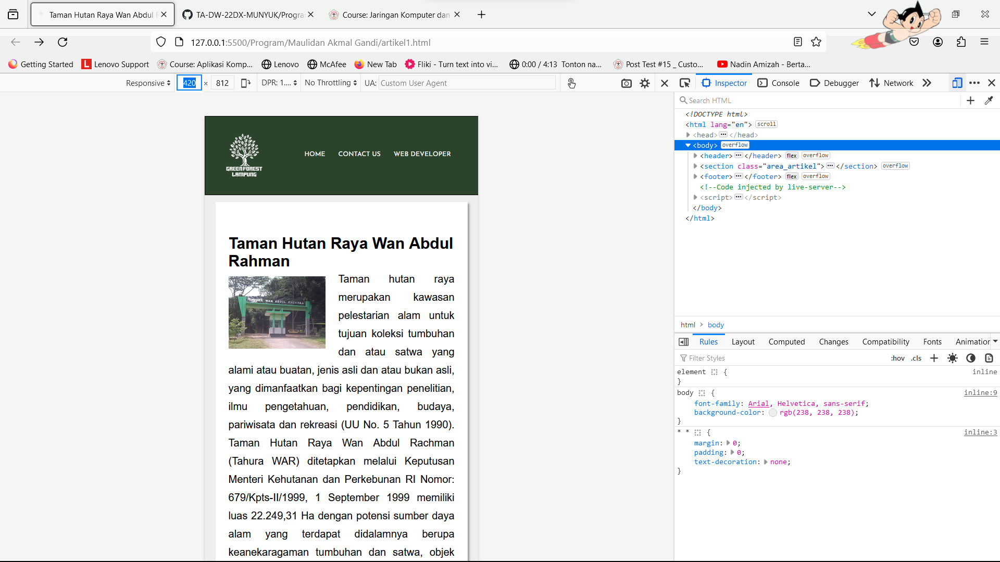 Taman Hutan Raya Wan Abdul R
TA-DW-22DX-MUNYUK/Progra
Course: Jaringan Komputer dan
127.0.0.1:5500/Program/Maulidan Akmal Gandi/artikel1.html
Getting Started
Lenovo Support
Course: Aplikasi Komp...
Lenovo
McAfee
New Tab
Fliki - Turn text into vi...
0:00 / 4:13 Tonton na...
Post Test #15 _ Custo...
Nadin Amizah - Berta...
Responsive
420 × 812
DPR: 1....
No Throttling
UA: Custom User Agent
Inspector
Console
Debugger
Network
Search HTML
<!DOCTYPE html>
<html lang="en"> scroll
<head> ··· </head>
<body> overflow
<header> ··· </header> flex overflow
<section class="area_artikel"> ··· </section> overflow
<footer> ··· </footer> flex overflow
<!--Code injected by live-server-->
<script> ··· </script>
</body>
</html>
html > body
Rules
Layout
Computed
Changes
Compatibility
Fonts
Animation
Filter Styles
:hov .cls
element {
inline
}
body {
inline:9
font-family: Arial, Helvetica, sans-serif;
background-color: rgb(238, 238, 238);
}
* * {
inline:3
margin: 0;
padding: 0;
text-decoration: none;
}
GREENFOREST
LAMPUNG
HOME
CONTACT US
WEB DEVELOPER
Taman Hutan Raya Wan Abdul
Rahman
TAHURA WAN ABDUL RACHMAN
Taman hutan raya
merupakan kawasan
pelestarian alam untuk
tujuan koleksi tumbuhan
dan atau satwa yang
alami atau buatan, jenis asli dan atau bukan asli,
yang dimanfaatkan bagi kepentingan penelitian,
ilmu pengetahuan, pendidikan, budaya,
pariwisata dan rekreasi (UU No. 5 Tahun 1990).
Taman Hutan Raya Wan Abdul Rachman
(Tahura WAR) ditetapkan melalui Keputusan
Menteri Kehutanan dan Perkebunan RI Nomor:
679/Kpts-II/1999, 1 September 1999 memiliki
luas 22.249,31 Ha dengan potensi sumber daya
alam yang terdapat didalamnya berupa
keanekaragaman tumbuhan dan satwa, objek